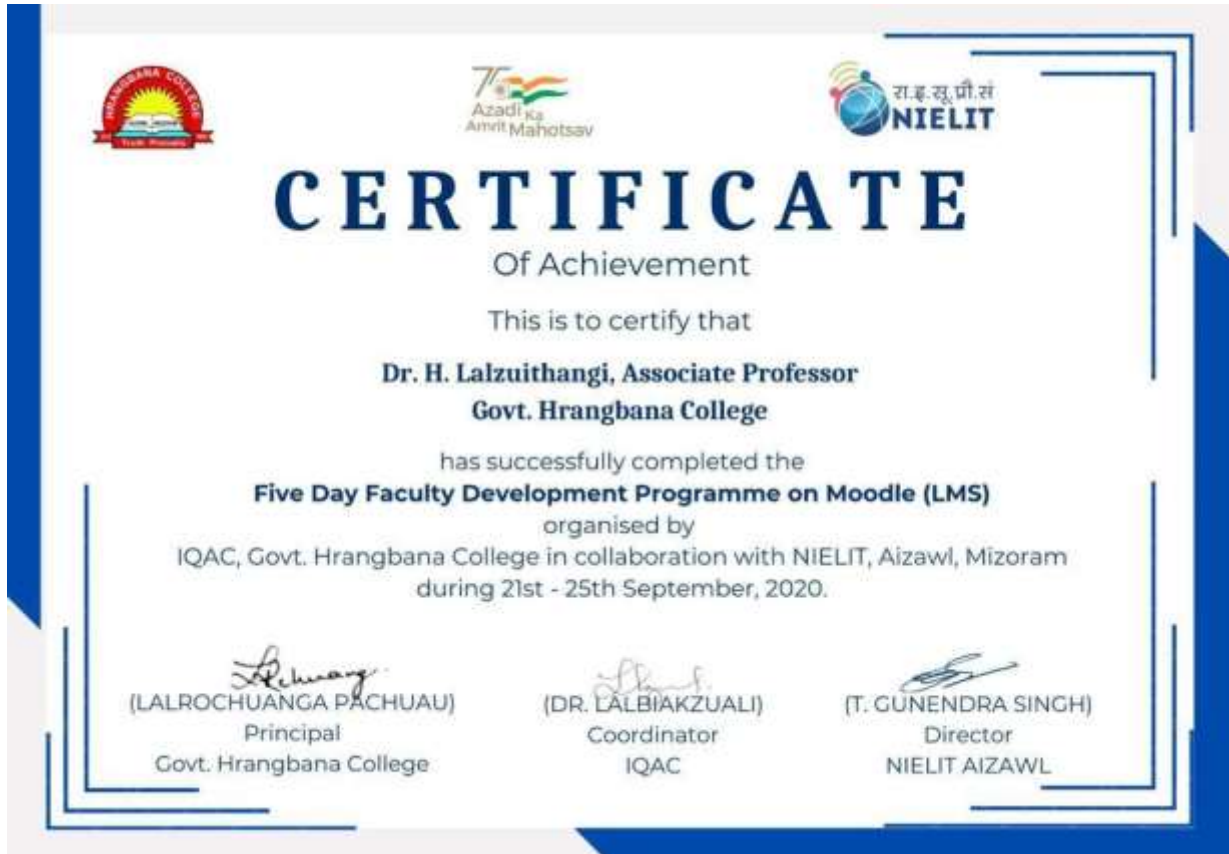 HRANGBANA COLLEGE
Azadi Ka
Amrit Mahotsav
रा.इ.सू.प्रौ.सं
NIELIT
CERTIFICATE
Of Achievement
This is to certify that
Dr. H. Lalzuithangi, Associate Professor
Govt. Hrangbana College
has successfully completed the
Five Day Faculty Development Programme on Moodle (LMS)
organised by
IQAC, Govt. Hrangbana College in collaboration with NIELIT, Aizawl, Mizoram
during 21st - 25th September, 2020.
(LALROCHUANGA PACHUAU) (DR. LALBIAKZUALI) (T. GUNENDRA SINGH)
Principal Coordinator Director
Govt. Hrangbana College IQAC NIELIT AIZAWL